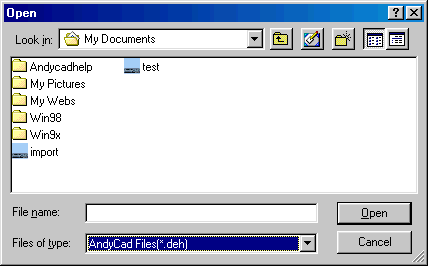 Open
Look in: My Documents
Andycadhelp
My Pictures
My Webs
Win98
Win9x
import
test
File name:
Open
Files of type: AndyCad Files(*.deh)
Cancel